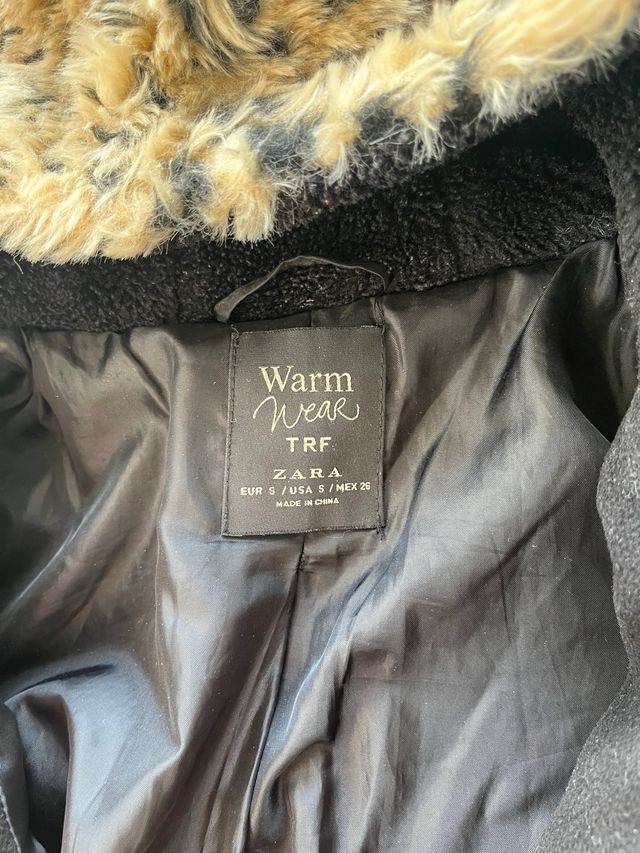 Warm
Wear
TRF
ZARA
EUR S / USA S / MEX 26
MADE IN CHINA